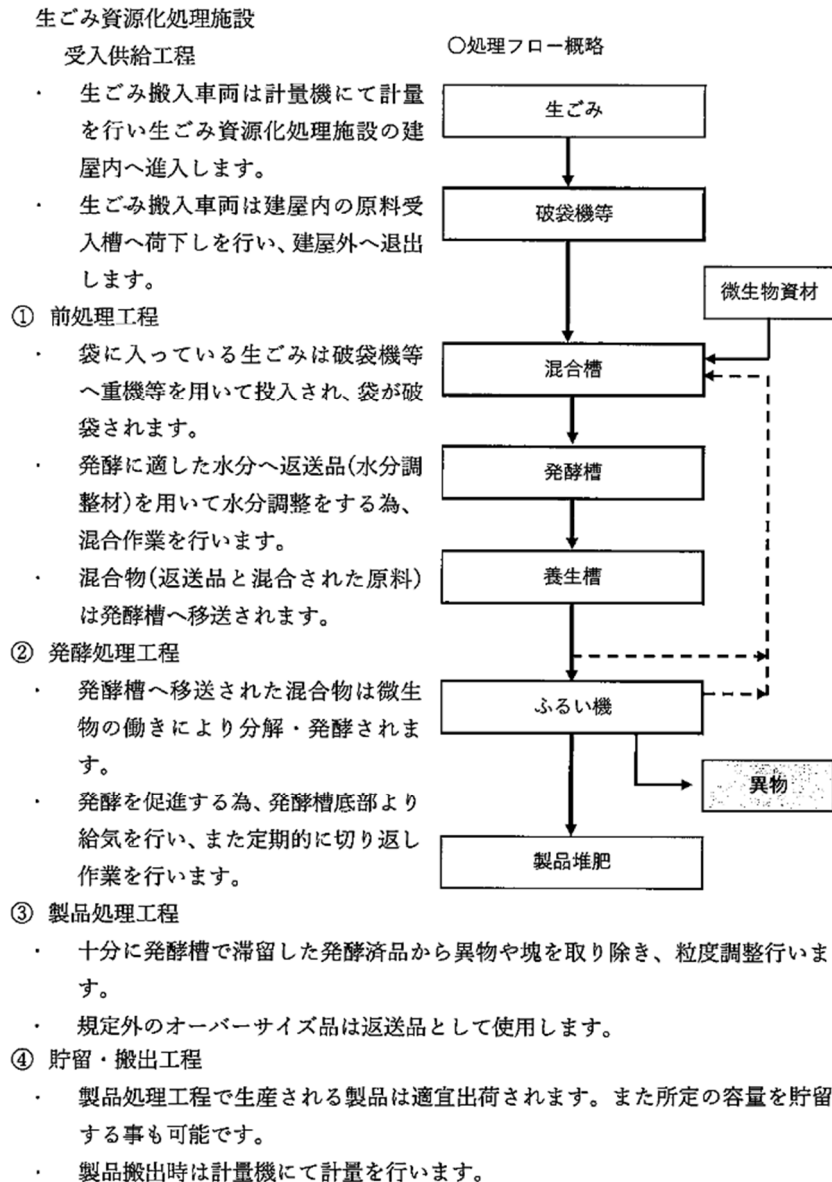 生ごみ資源化処理施設
受入供給工程
・ 生ごみ搬入車両は計量機にて計量
を行い生ごみ資源化処理施設の建
屋内へ進入します。
・ 生ごみ搬入車両は建屋内の原料受
入槽へ荷下しを行い、建屋外へ退出
します。
① 前処理工程
・ 袋に入っている生ごみは破袋機等
へ重機等を用いて投入され、袋が破
袋されます。
・ 発酵に適した水分へ返送品(水分調
整材)を用いて水分調整をする為、
混合作業を行います。
・ 混合物(返送品と混合された原料)
は発酵槽へ移送されます。
② 発酵処理工程
・ 発酵槽へ移送された混合物は微生
物の働きにより分解・発酵されま
す。
・ 発酵を促進する為、発酵槽底部より
給気を行い、また定期的に切り返し
作業を行います。
〇処理フロー概略
生ごみ
破袋機等
微生物資材
混合槽
発酵槽
養生槽
ふるい機
異物
製品堆肥
③ 製品処理工程
・ 十分に発酵槽で滞留した発酵済品から異物や塊を取り除き、粒度調整行いま
す。
・ 規定外のオーバーサイズ品は返送品として使用します。
④ 貯留・搬出工程
・ 製品処理工程で生産される製品は適宜出荷されます。また所定の容量を貯留
する事も可能です。
・ 製品搬出時は計量機にて計量を行います。